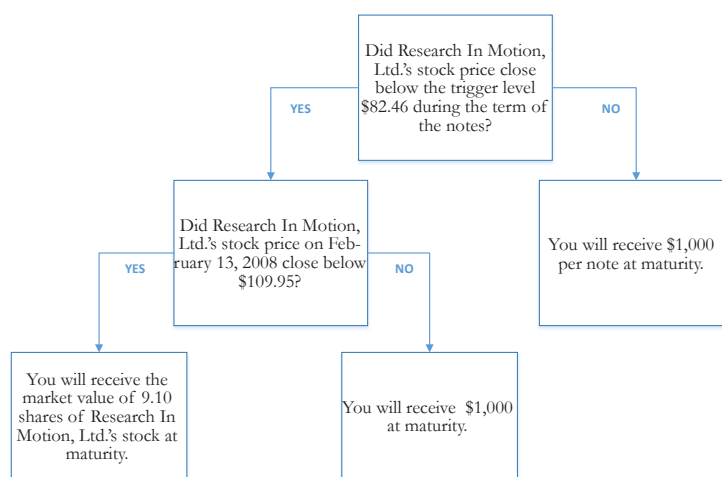 Did Research In Motion,
Ltd.'s stock price close
below the trigger level
$82.46 during the term of
the notes?
YES
NO
Did Research In Motion,
Ltd.'s stock price on Feb-
ruary 13, 2008 close below
$109.95?
You will receive $1,000
per note at maturity.
YES
NO
You will receive the
market value of 9.10
shares of Research In
Motion, Ltd.'s stock at
maturity.
You will receive $1,000
at maturity.